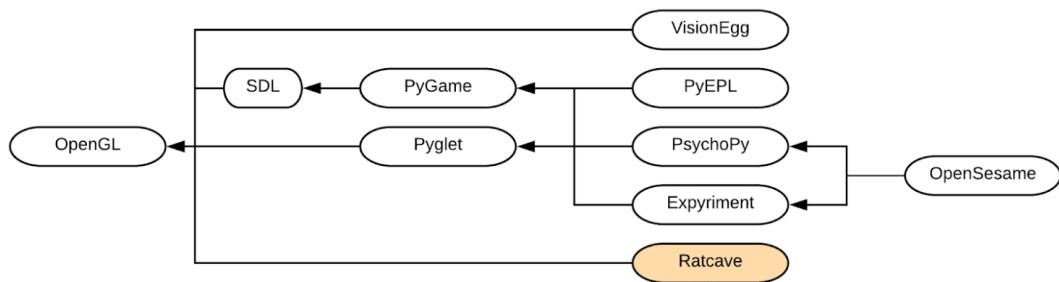 VisionEgg
SDL
PyGame
PyEPL
OpenGL
Pyglet
PsychoPy
OpenSesame
Expyriment
Ratcave